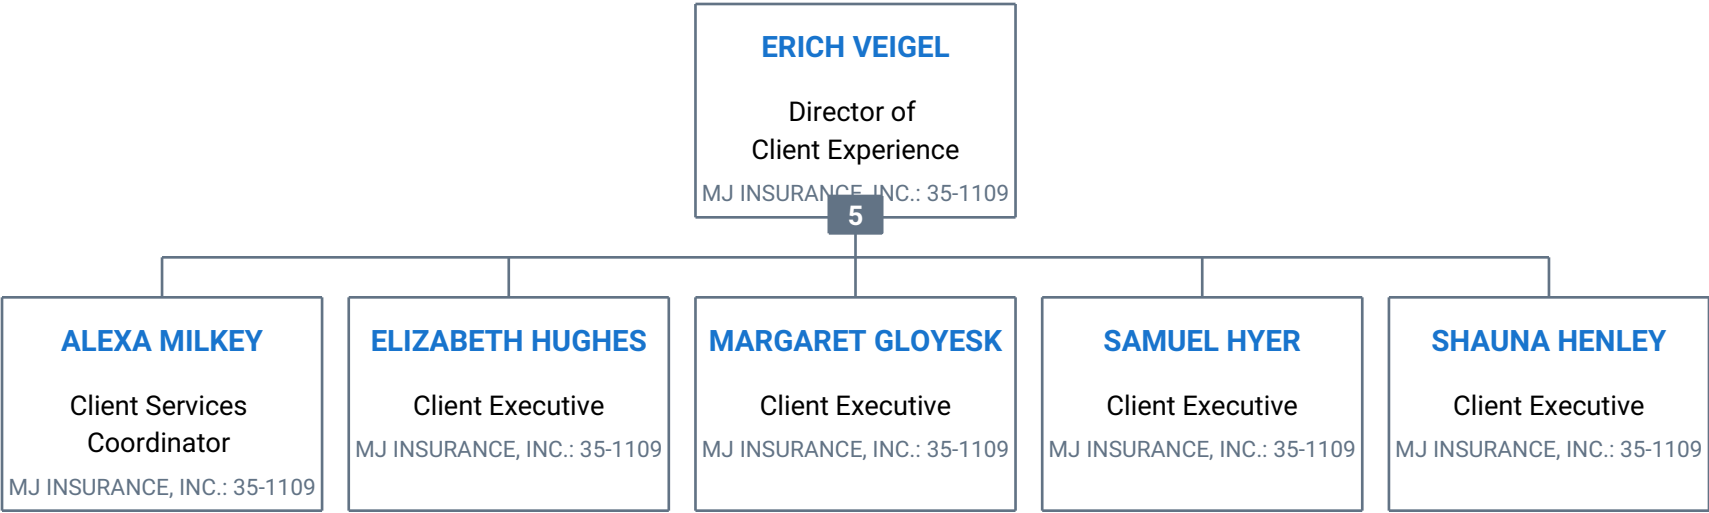 ERICH VEIGEL
Director of
Client Experience
MJ INSURANCE, INC.: 35-1109
5
ALEXA MILKEY
Client Services
Coordinator
MJ INSURANCE, INC.: 35-1109
ELIZABETH HUGHES
Client Executive
MJ INSURANCE, INC.: 35-1109
MARGARET GLOYESK
Client Executive
MJ INSURANCE, INC.: 35-1109
SAMUEL HYER
Client Executive
MJ INSURANCE, INC.: 35-1109
SHAUNA HENLEY
Client Executive
MJ INSURANCE, INC.: 35-1109